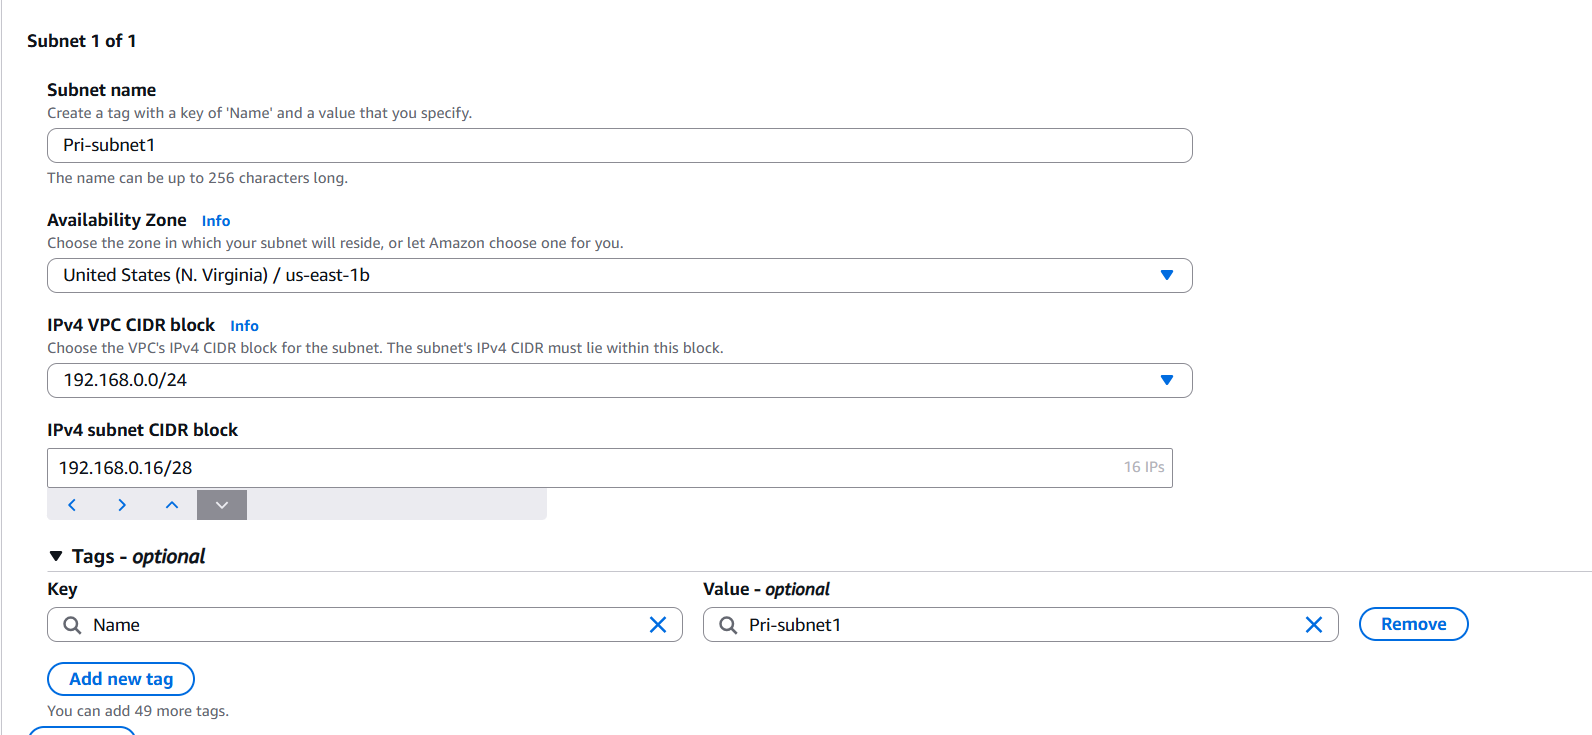 Subnet 1 of 1
Subnet name
Create a tag with a key of 'Name' and a value that you specify.
Pri-subnet1
The name can be up to 256 characters long.
Availability Zone Info
Choose the zone in which your subnet will reside, or let Amazon choose one for you.
United States (N. Virginia) / us-east-1b
IPv4 VPC CIDR block Info
Choose the VPC's IPv4 CIDR block for the subnet. The subnet's IPv4 CIDR must lie within this block.
192.168.0.0/24
IPv4 subnet CIDR block
192.168.0.16/28 16 IPs
Tags - optional
Key Value - optional
Name Pri-subnet1 Remove
Add new tag
You can add 49 more tags.